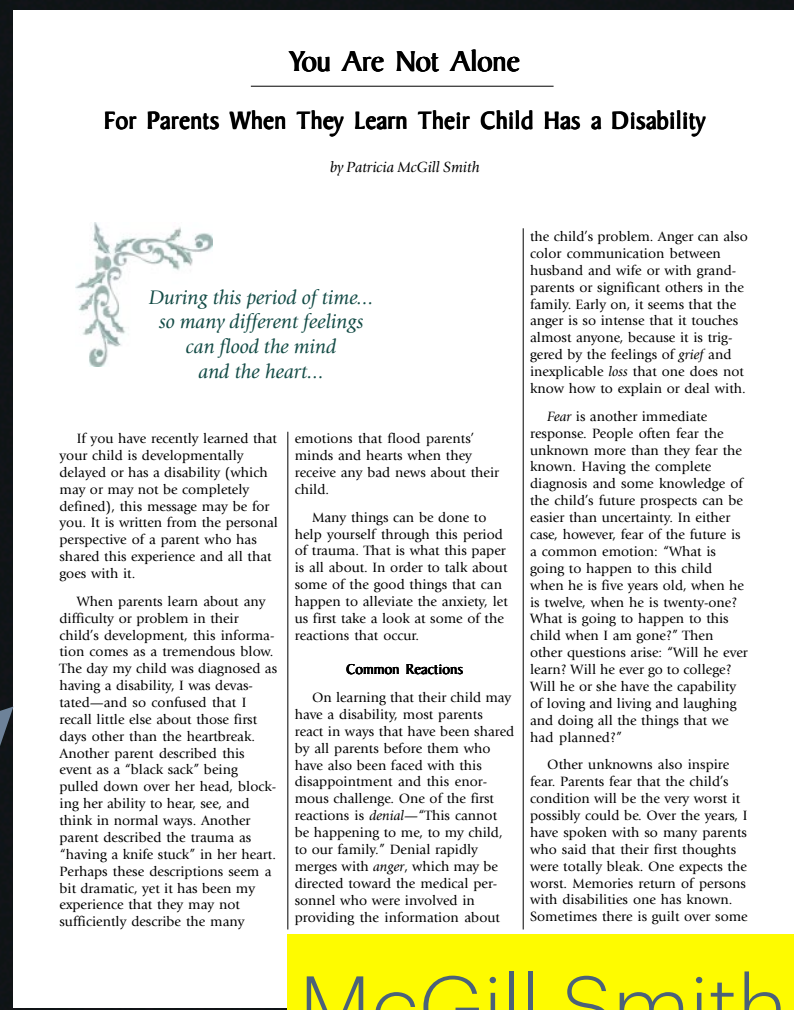 You Are Not Alone
For Parents When They Learn Their Child Has a Disability
by Patricia McGill Smith
During this period of time…
so many different feelings
can flood the mind
and the heart…
If you have recently learned that
your child is developmentally
delayed or has a disability (which
may or may not be completely
defined), this message may be for
you. It is written from the personal
perspective of a parent who has
shared this experience and all that
goes with it.
When parents learn about any
difficulty or problem in their
child’s development, this informa-
tion comes as a tremendous blow.
The day my child was diagnosed as
having a disability, I was devas-
tated—and so confused that I
recall little else about those first
days other than the heartbreak.
Another parent described this
event as a “black sack” being
pulled down over her head, block-
ing her ability to hear, see, and
think in normal ways. Another
parent described the trauma as
“having a knife stuck” in her heart.
Perhaps these descriptions seem a
bit dramatic, yet it has been my
experience that they may not
sufficiently describe the many
emotions that flood parents’
minds and hearts when they
receive any bad news about their
child.
Many things can be done to
help yourself through this period
of trauma. That is what this paper
is all about. In order to talk about
some of the good things that can
happen to alleviate the anxiety, let
us first take a look at some of the
reactions that occur.
Common Reactions
On learning that their child may
have a disability, most parents
react in ways that have been shared
by all parents before them who
have also been faced with this
disappointment and this enor-
mous challenge. One of the first
reactions is denial—“This cannot
be happening to me, to my child,
to our family.” Denial rapidly
merges with anger, which may be
directed toward the medical per-
sonnel who were involved in
providing the information about
the child’s problem. Anger can also
color communication between
husband and wife or with grand-
parents or significant others in the
family. Early on, it seems that the
anger is so intense that it touches
almost anyone, because it is trig-
gered by the feelings of grief and
inexplicable loss that one does not
know how to explain or deal with.
Fear is another immediate
response. People often fear the
unknown more than they fear the
known. Having the complete
diagnosis and some knowledge of
the child’s future prospects can be
easier than uncertainty. In either
case, however, fear of the future is
a common emotion: “What is
going to happen to this child
when he is five years old, when he
is twelve, when he is twenty-one?
What is going to happen to this
child when I am gone?” Then
other questions arise: “Will he ever
learn? Will he ever go to college?
Will he or she have the capability
of loving and living and laughing
and doing all the things that we
had planned?”
Other unknowns also inspire
fear. Parents fear that the child’s
condition will be the very worst it
possibly could be. Over the years, I
have spoken with so many parents
who said that their first thoughts
were totally bleak. One expects the
worst. Memories return of persons
with disabilities one has known.
Sometimes there is guilt over some
McGill Smith